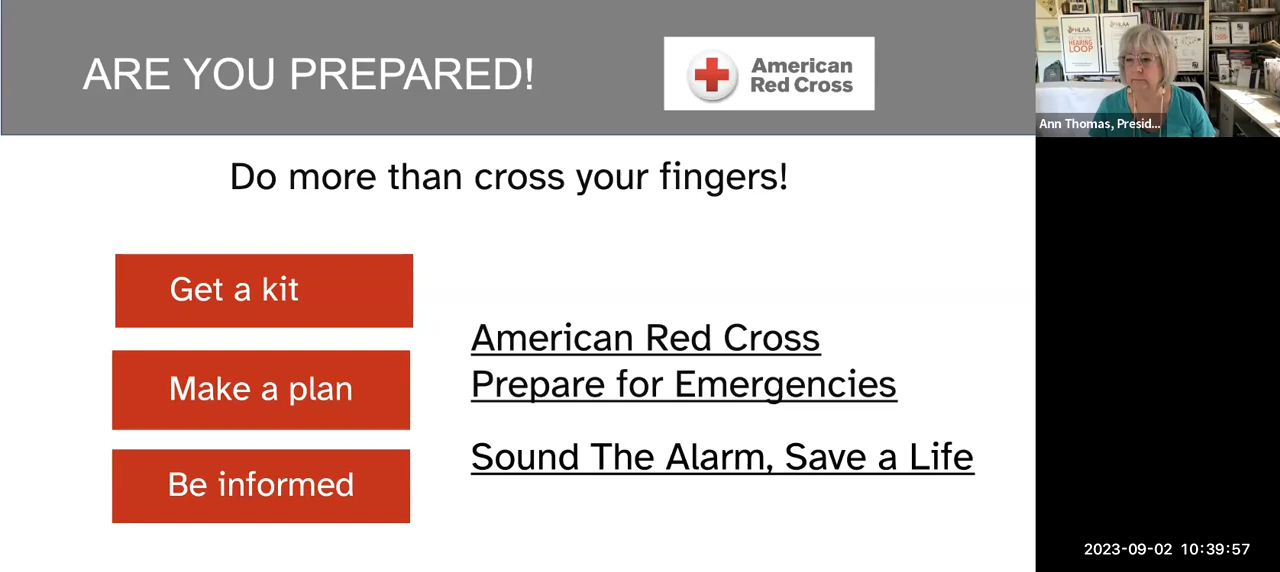 ARE YOU PREPARED!
American
Red Cross
HLAA
HEARING
LOOP
Ann Thomas, Presid...
Do more than cross your fingers!
Get a kit
Make a plan
Be informed
American Red Cross
Prepare for Emergencies
Sound The Alarm, Save a Life
2023-09-02 10:39:57